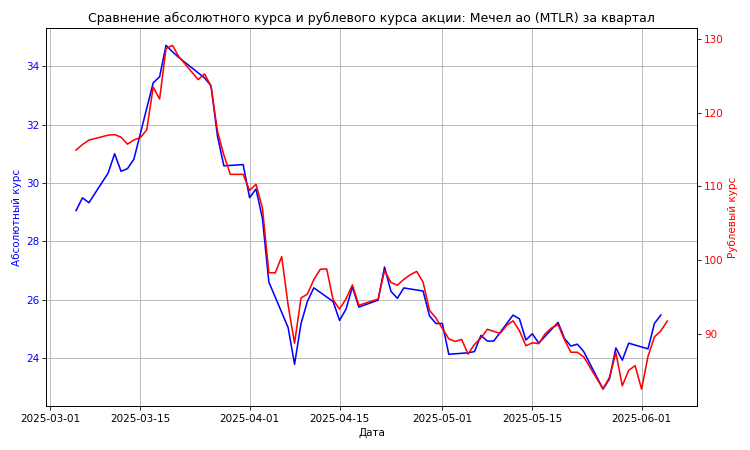 Сравнение абсолютного курса и рублевого курса акции: Мечел ао (MTLR) за квартал
Абсолютный курс
34
32
30
28
26
24
130
120
110
100
90
Рублевый курс
2025-03-01 2025-03-15 2025-04-01 2025-04-15 2025-05-01 2025-05-15 2025-06-01
Дата